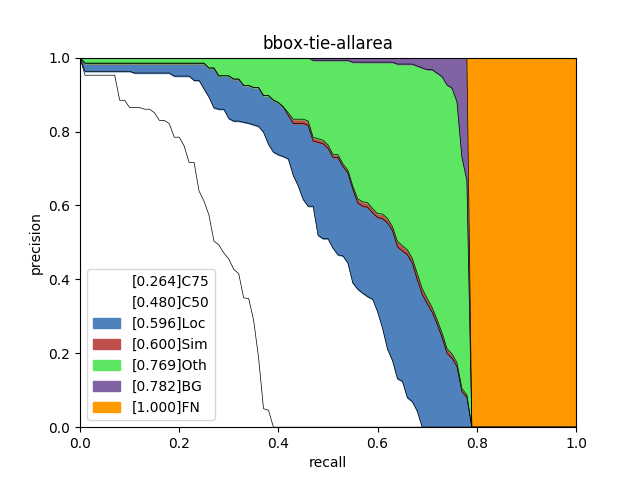 bbox-tie-allarea
1.0
0.8
0.6
0.4
0.2
0.0
precision
[0.264]C75
[0.480]C50
[0.596]Loc
[0.600]Sim
[0.769]Oth
[0.782]BG
[1.000]FN
0.0 0.2 0.4 0.6 0.8 1.0
recall